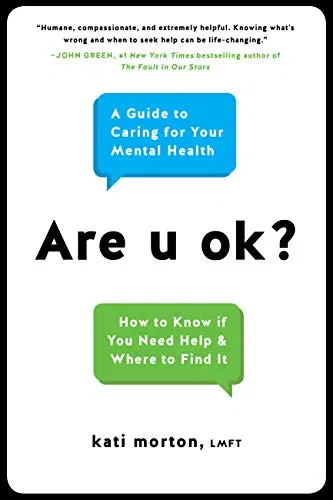 "Humane, compassionate, and extremely helpful. Knowing what's
wrong and when to seek help can be life-changing."
–JOHN GREEN, #1 New York Times bestselling author of
The Fault in Our Stars
A Guide to
Caring for Your
Mental Health
Are u ok?
How to Know if
You Need Help &
Where to Find It
kati morton, LMFT